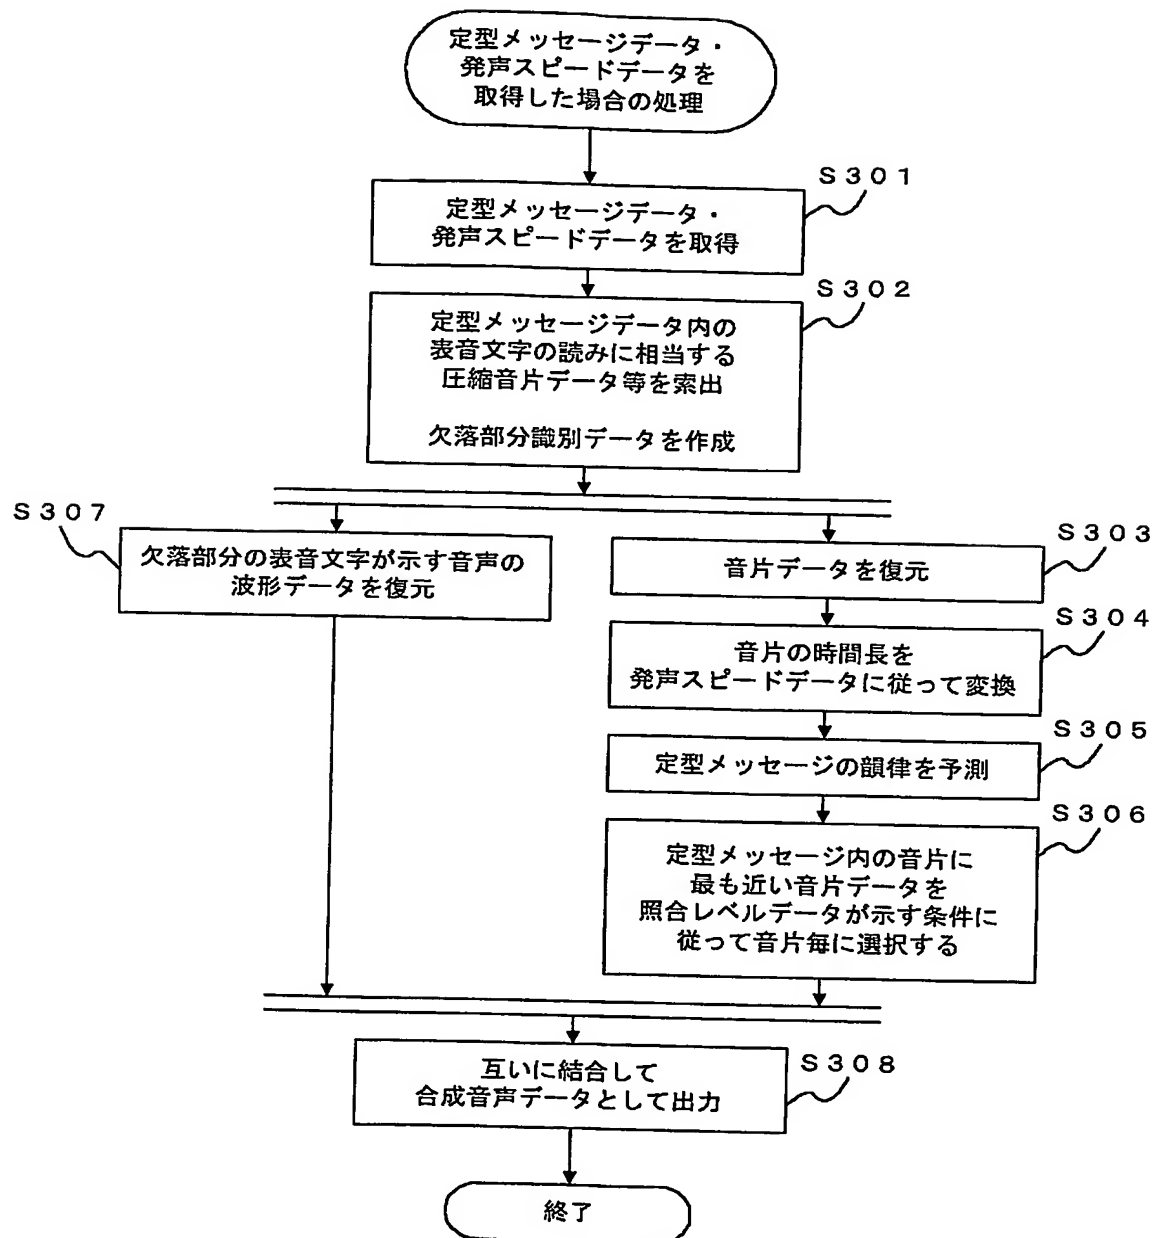 定型メッセージデータ・
発声スピードデータを
取得した場合の処理
S301
定型メッセージデータ・
発声スピードデータを取得
S302
定型メッセージデータ内の
表音文字の読みに相当する
圧縮音片データ等を索出
欠落部分識別データを作成
S307
欠落部分の表音文字が示す音声の
波形データを復元
S303
音片データを復元
S304
音片の時間長を
発声スピードデータに従って変換
S305
定型メッセージの韻律を予測
S306
定型メッセージ内の音片に
最も近い音片データを
照合レベルデータが示す条件に
従って音片毎に選択する
S308
互いに結合して
合成音声データとして出力
終了